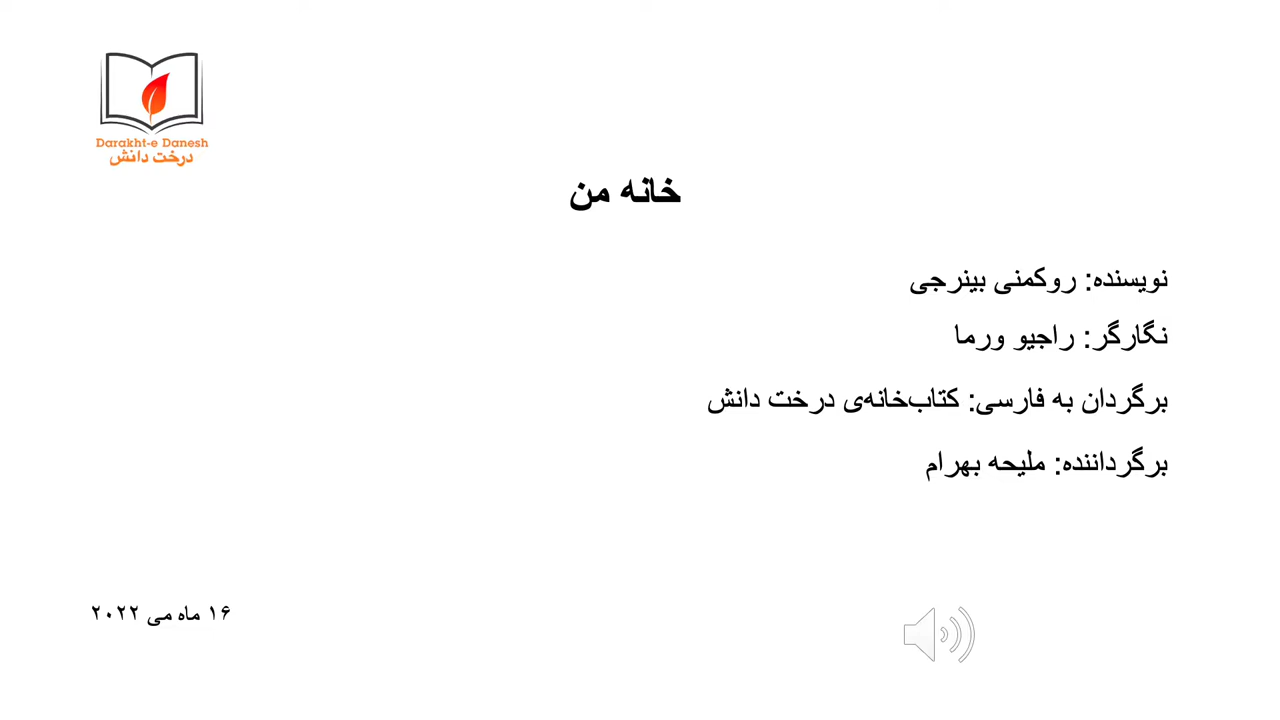 Darakht-e Danesh
درخت دانش
خانه من
نویسنده: روکمنی بینرجی
نگارگر: راجیو ورما
برگردان به فارسی: کتاب‌خانه‌ی درخت دانش
برگرداننده: ملیحه بهرام
۱۶ ماه می ۲۰۲۲